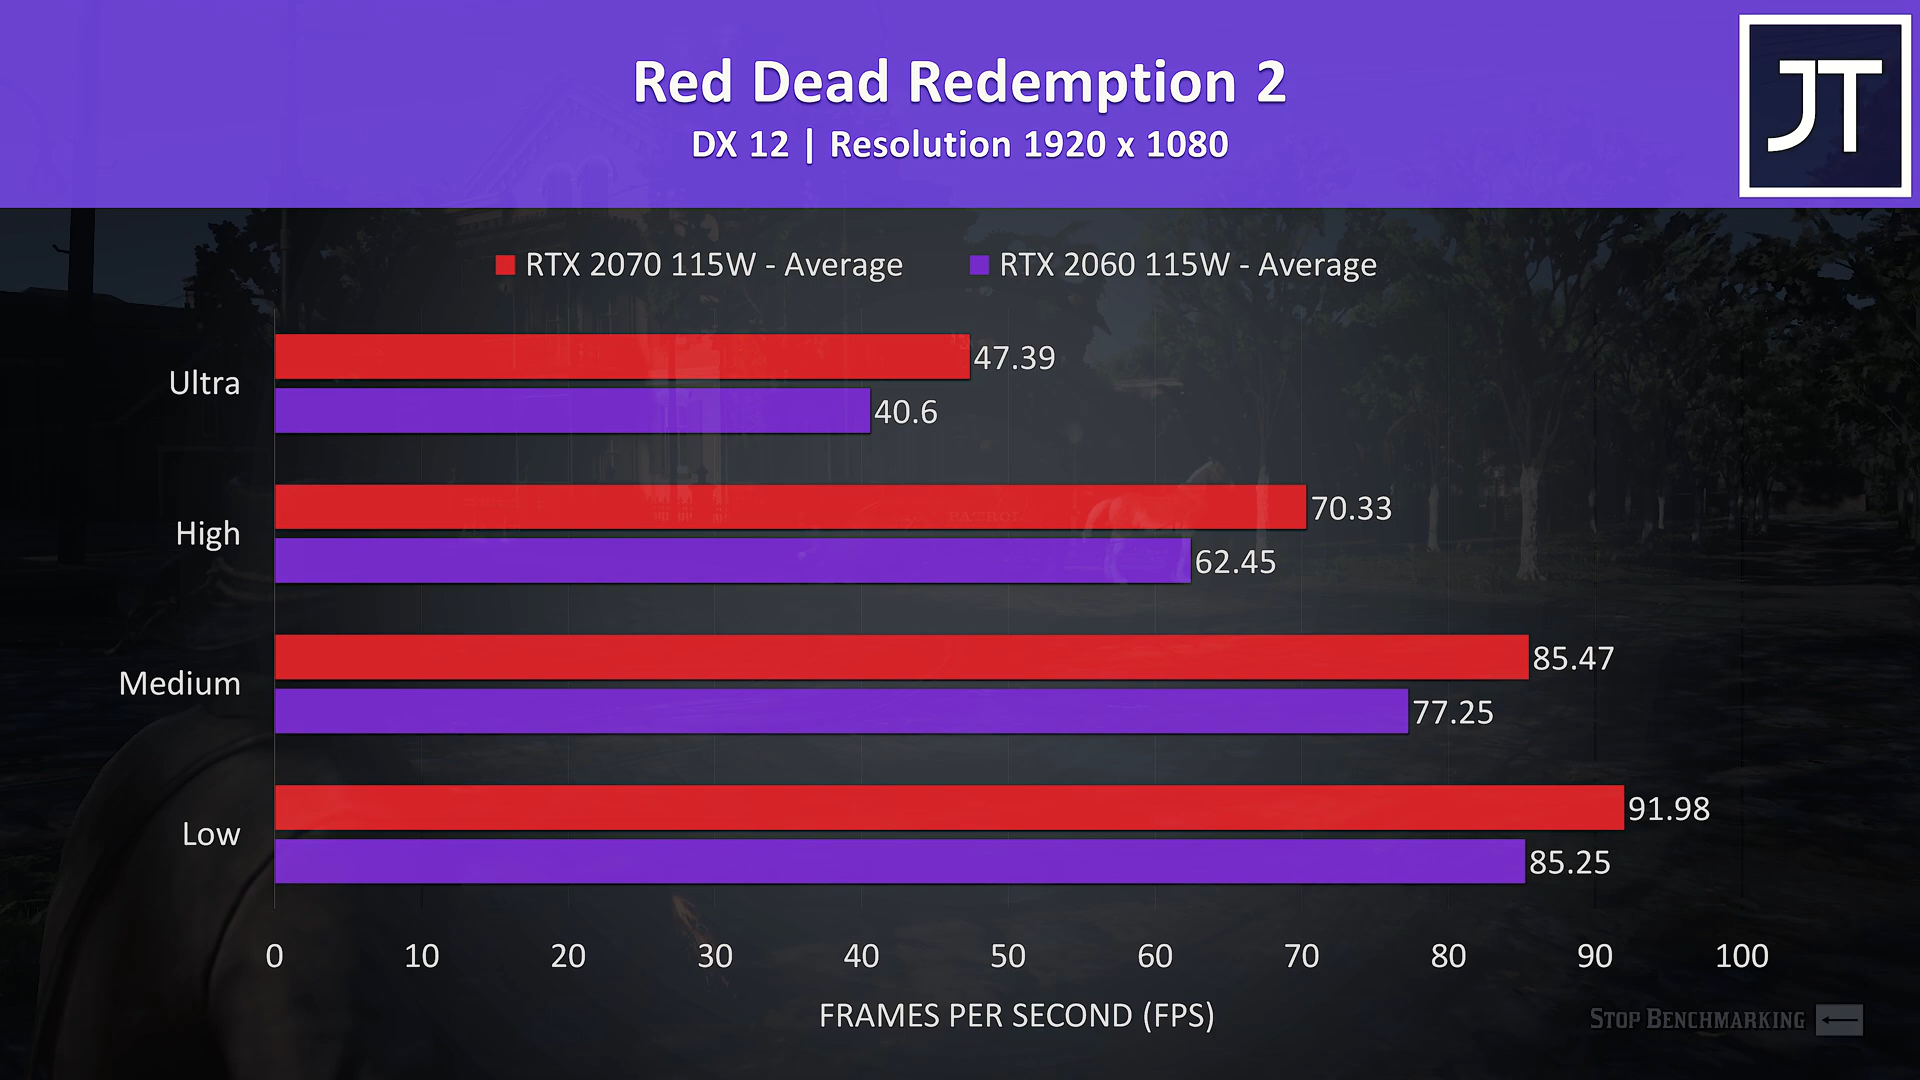 Red Dead Redemption 2
DX 12 | Resolution 1920 x 1080
JT
RTX 2070 115W - Average
RTX 2060 115W - Average
Ultra
47.39
40.6
High
70.33
62.45
PATROL
Medium
85.47
77.25
Low
91.98
85.25
0 10 20 30 40 50 60 70 80 90 100
FRAMES PER SECOND (FPS)
STOP BENCHMARKING